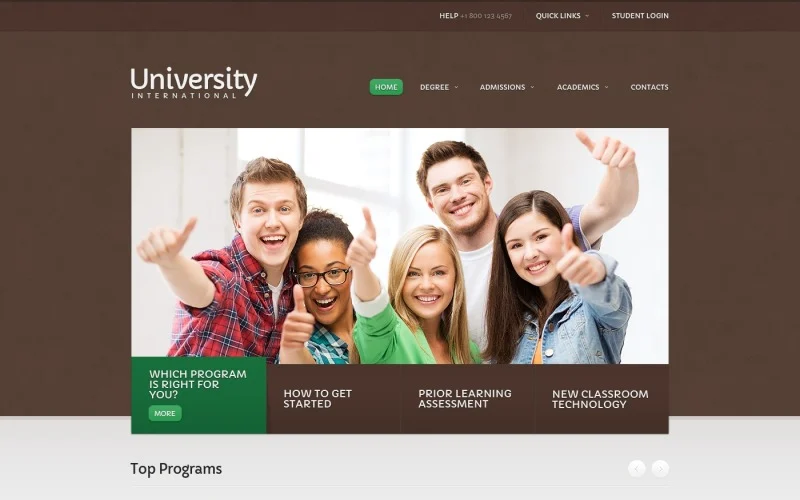 HELP +1 800 123 4567 QUICK LINKS STUDENT LOGIN
University
INTERNATIONAL
HOME DEGREE ADMISSIONS ACADEMICS CONTACTS
WHICH PROGRAM
IS RIGHT FOR
YOU?
MORE
HOW TO GET
STARTED
PRIOR LEARNING
ASSESSMENT
NEW CLASSROOM
TECHNOLOGY
Top Programs